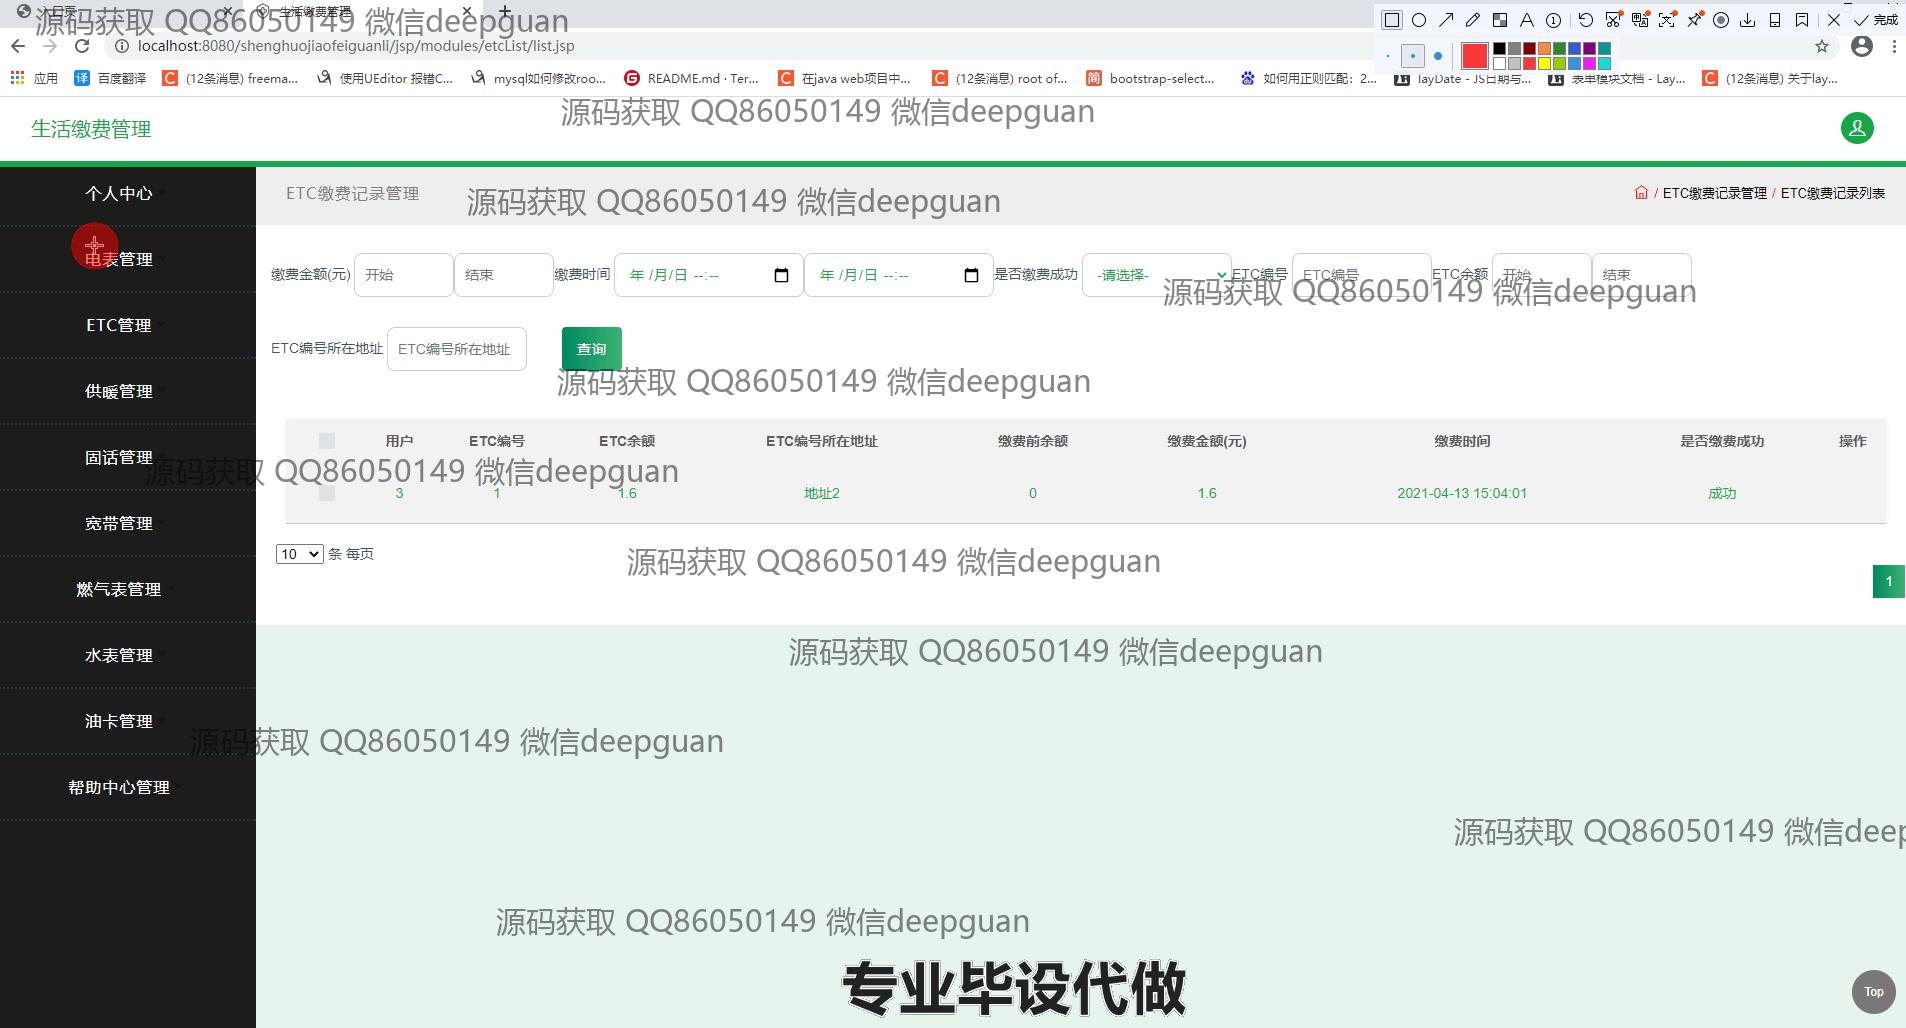 入口页
生活缴费管理
源码获取 QQ86050149 微信deepguan
localhost:8080/shenghuojiaofeiguanli/jsp/modules/etcList/list.jsp
完成
应用 百度翻译 (12条消息) freema... 使用UEditor 报错C... mysql如何修改roo... README.md · Ter... 在java web项目中... (12条消息) root of... bootstrap-select... 如何用正则匹配：2... layDate - JS日期与... 表单模块文档 - Lay... (12条消息) 关于lay...
源码获取 QQ86050149 微信deepguan
生活缴费管理
个人中心
电表管理
ETC管理
供暖管理
固话管理
宽带管理
燃气表管理
水表管理
油卡管理
帮助中心管理
ETC缴费记录管理
源码获取 QQ86050149 微信deepguan
/ ETC缴费记录管理 / ETC缴费记录列表
缴费金额(元) 开始 结束 缴费时间 年 /月/日 --:-- 年 /月/日 --:-- 是否缴费成功 -请选择- ETC编号 ETC编号 ETC余额 开始 结束
源码获取 QQ86050149 微信deepguan
ETC编号所在地址 ETC编号所在地址 查询
源码获取 QQ86050149 微信deepguan
用户 ETC编号 ETC余额 ETC编号所在地址 缴费前余额 缴费金额(元) 缴费时间 是否缴费成功 操作
源码获取 QQ86050149 微信deepguan
3 1 1.6 地址2 0 1.6 2021-04-13 15:04:01 成功
10 条 每页
源码获取 QQ86050149 微信deepguan
1
源码获取 QQ86050149 微信deepguan
源码获取 QQ86050149 微信deepguan
源码获取 QQ86050149 微信deep
源码获取 QQ86050149 微信deepguan
专业毕设代做
Top